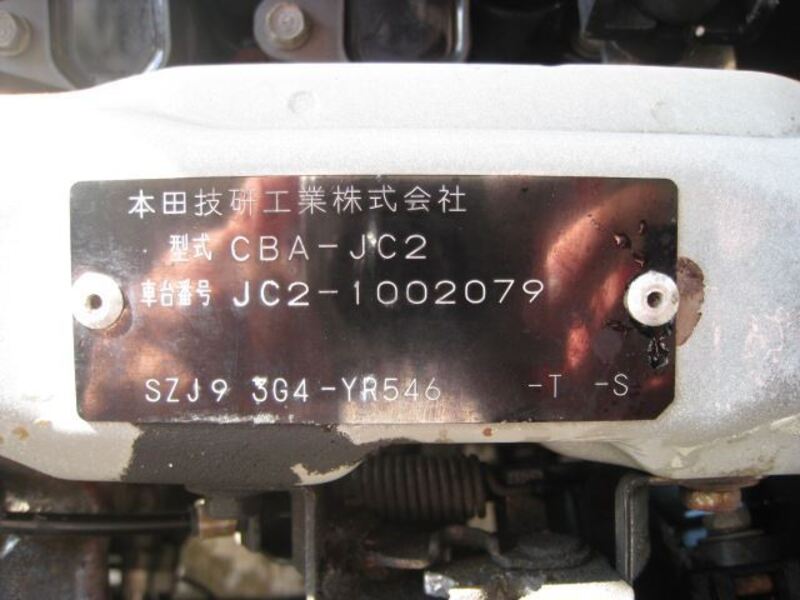 本田技研工業株式会社
型式 CBA-JC2
車台番号 JC2-1002079
SZJ9 3G4-YR546 -T -S